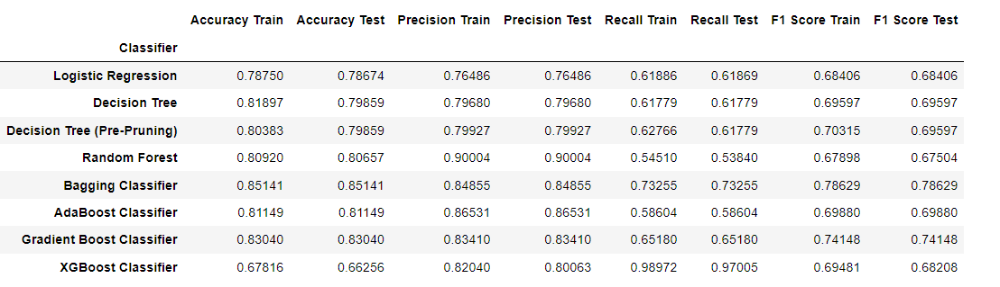 Accuracy Train Accuracy Test Precision Train Precision Test Recall Train Recall Test F1 Score Train F1 Score Test
Classifier
Logistic Regression 0.78750 0.78674 0.76486 0.76486 0.61886 0.61869 0.68406 0.68406
Decision Tree 0.81897 0.79859 0.79680 0.79680 0.61779 0.61779 0.69597 0.69597
Decision Tree (Pre-Pruning) 0.80383 0.79859 0.79927 0.79927 0.62766 0.61779 0.70315 0.69597
Random Forest 0.80920 0.80657 0.90004 0.90004 0.54510 0.53840 0.67898 0.67504
Bagging Classifier 0.85141 0.85141 0.84855 0.84855 0.73255 0.73255 0.78629 0.78629
AdaBoost Classifier 0.81149 0.81149 0.86531 0.86531 0.58604 0.58604 0.69880 0.69880
Gradient Boost Classifier 0.83040 0.83040 0.83410 0.83410 0.65180 0.65180 0.74148 0.74148
XGBoost Classifier 0.67816 0.66256 0.82040 0.80063 0.98972 0.97005 0.69481 0.68208